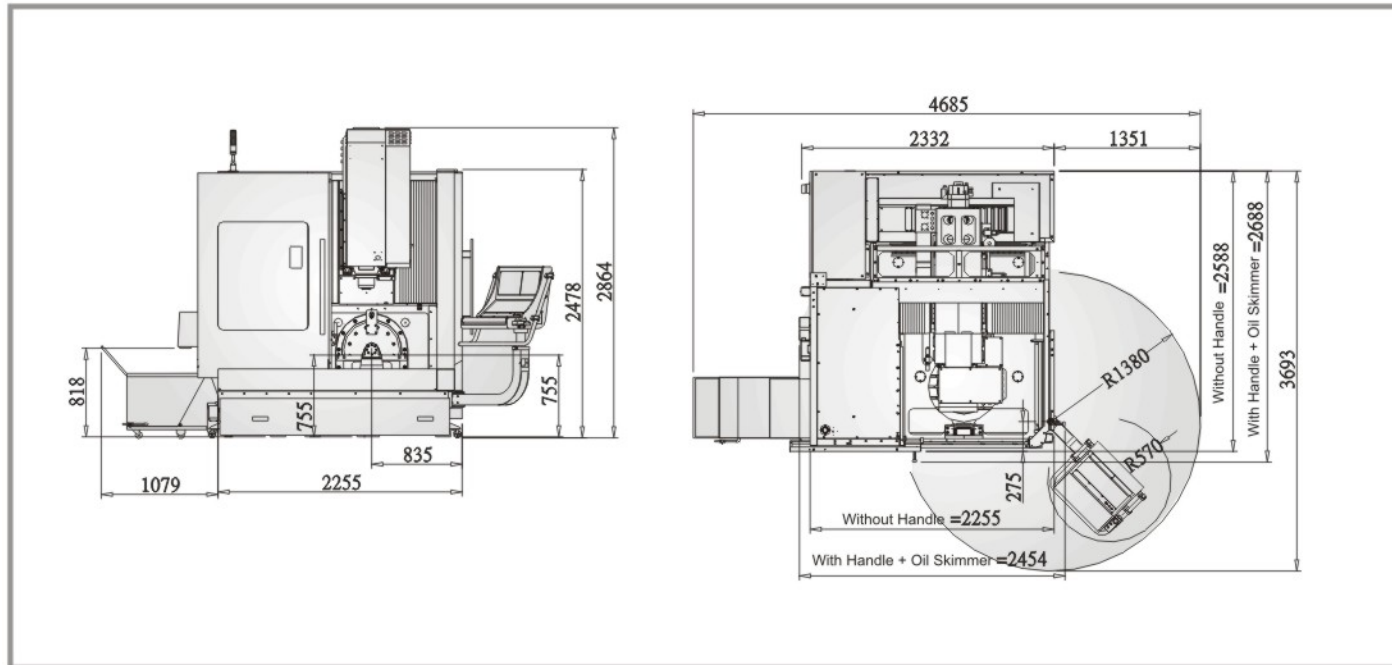 2864
2478
818
755
755
835
1079
2255
4685
2332
1351
Without Handle =2588
With Handle + Oil Skimmer =2688
3693
R1380
R570
275
Without Handle =2255
With Handle + Oil Skimmer =2454